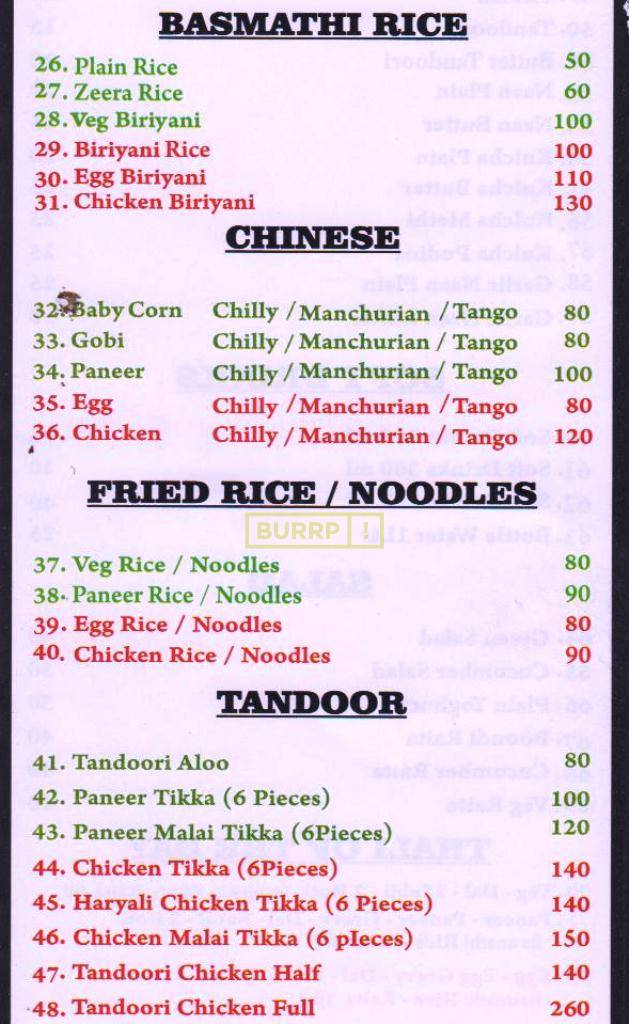 BASMATHI RICE
26. Plain Rice 50
27. Zeera Rice 60
28. Veg Biriyani 100
29. Biriyani Rice 100
30. Egg Biriyani 110
31. Chicken Biriyani 130
CHINESE
32. Baby Corn Chilly / Manchurian / Tango 80
33. Gobi Chilly / Manchurian / Tango 80
34. Paneer Chilly / Manchurian / Tango 100
35. Egg Chilly / Manchurian / Tango 80
36. Chicken Chilly / Manchurian / Tango 120
FRIED RICE / NOODLES
BURRP !
37. Veg Rice / Noodles 80
38. Paneer Rice / Noodles 90
39. Egg Rice / Noodles 80
40. Chicken Rice / Noodles 90
TANDOOR
41. Tandoori Aloo 80
42. Paneer Tikka (6 Pieces) 100
43. Paneer Malai Tikka (6Pieces) 120
44. Chicken Tikka (6Pieces) 140
45. Haryali Chicken Tikka (6 Pieces) 140
46. Chicken Malai Tikka (6 pIeces) 150
47. Tandoori Chicken Half 140
48. Tandoori Chicken Full 260